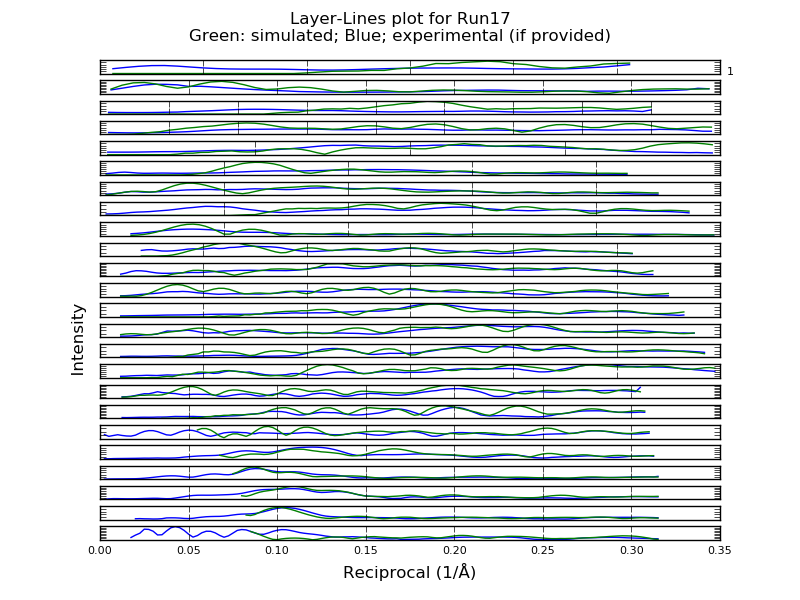 Layer-Lines plot for Run17
Green: simulated; Blue; experimental (if provided)
1
Intensity
0.00 0.05 0.10 0.15 0.20 0.25 0.30 0.35
Reciprocal (1/Å)